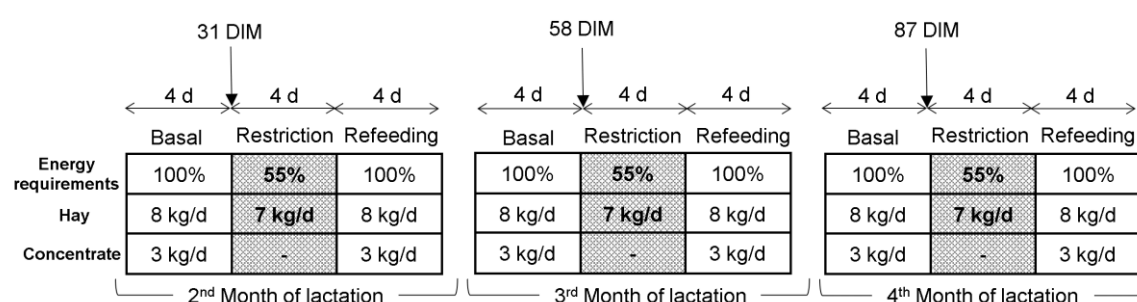 31 DIM 58 DIM 87 DIM
4 d 4 d 4 d 4 d 4 d 4 d 4 d 4 d 4 d
Basal Restriction Refeeding Basal Restriction Refeeding Basal Restriction Refeeding
Energy requirements 100% 55% 100% 100% 55% 100% 100% 55% 100%
Hay 8 kg/d 7 kg/d 8 kg/d 8 kg/d 7 kg/d 8 kg/d 8 kg/d 7 kg/d 8 kg/d
Concentrate 3 kg/d - 3 kg/d 3 kg/d - 3 kg/d 3 kg/d - 3 kg/d
2nd Month of lactation 3rd Month of lactation 4th Month of lactation